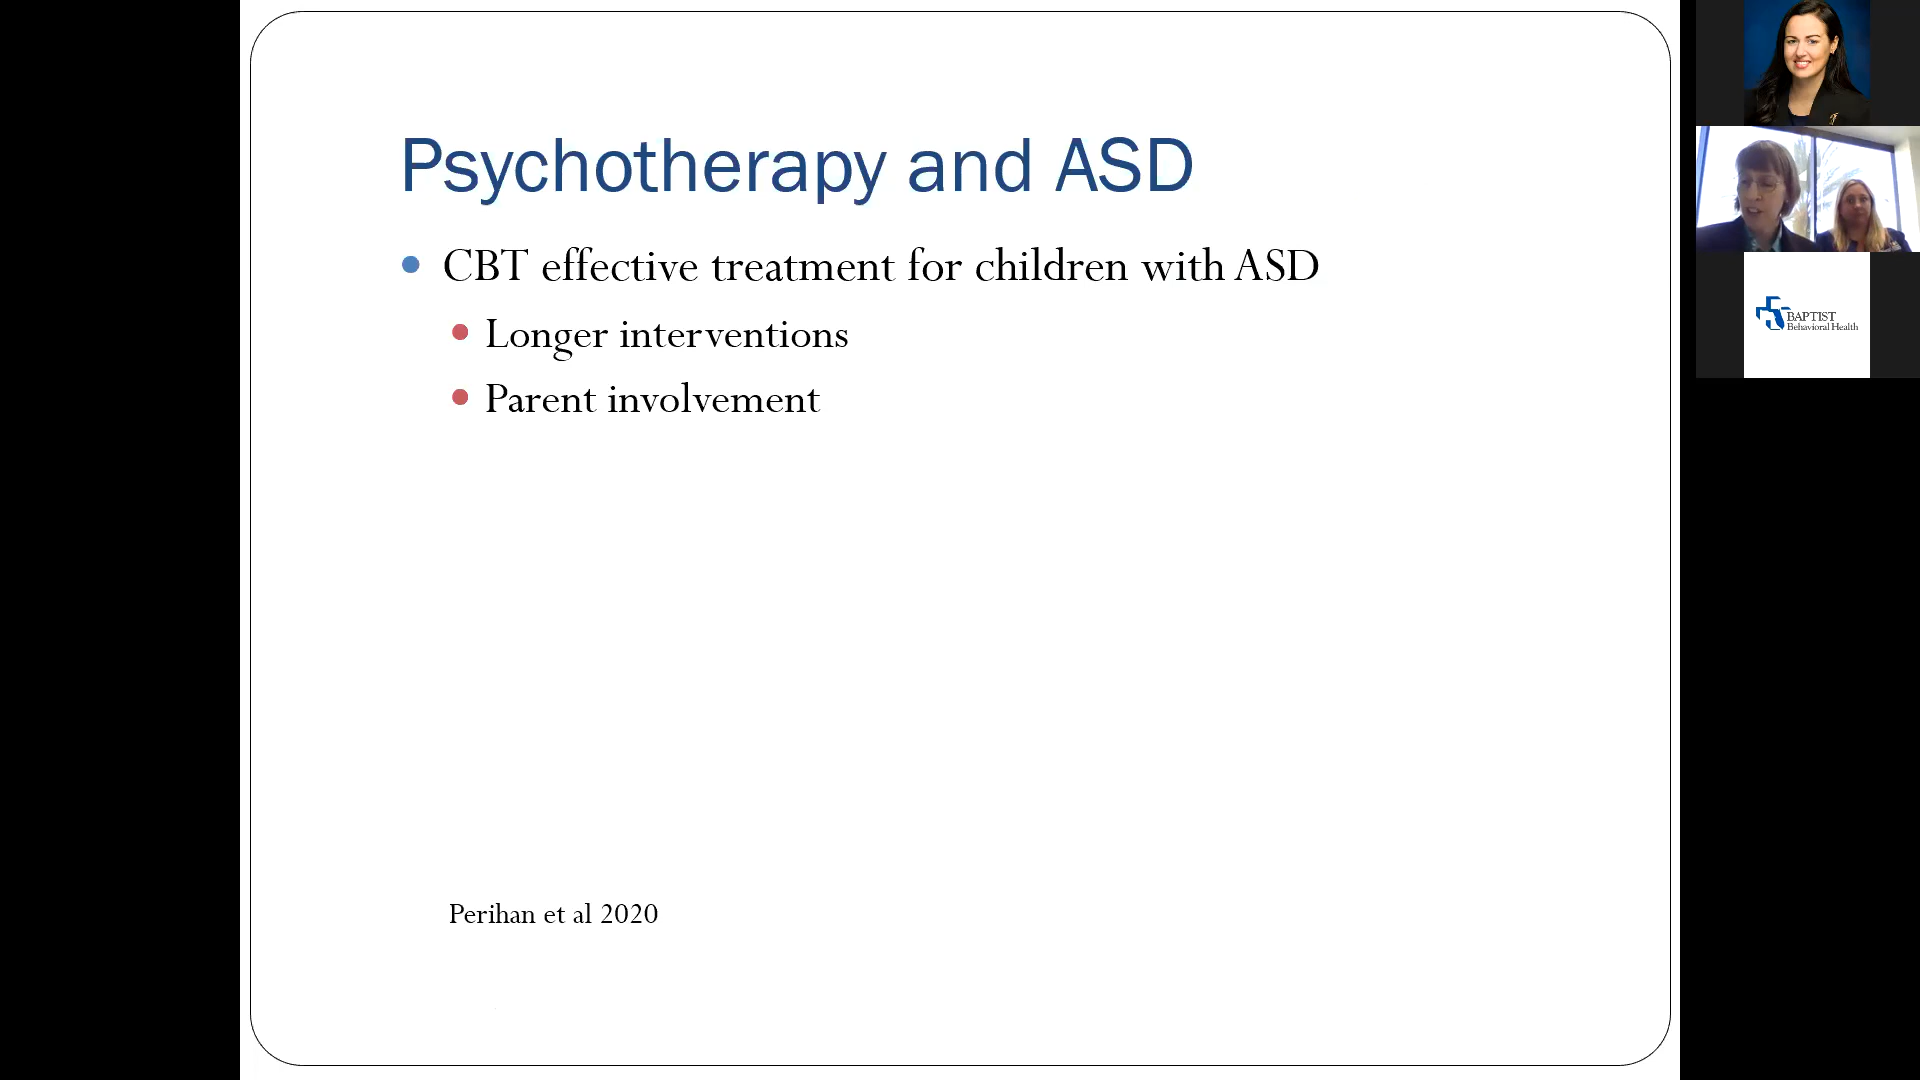 Psychotherapy and ASD
CBT effective treatment for children with ASD
Longer interventions
Parent involvement
Perihan et al 2020
BAPTIST
Behavioral Health